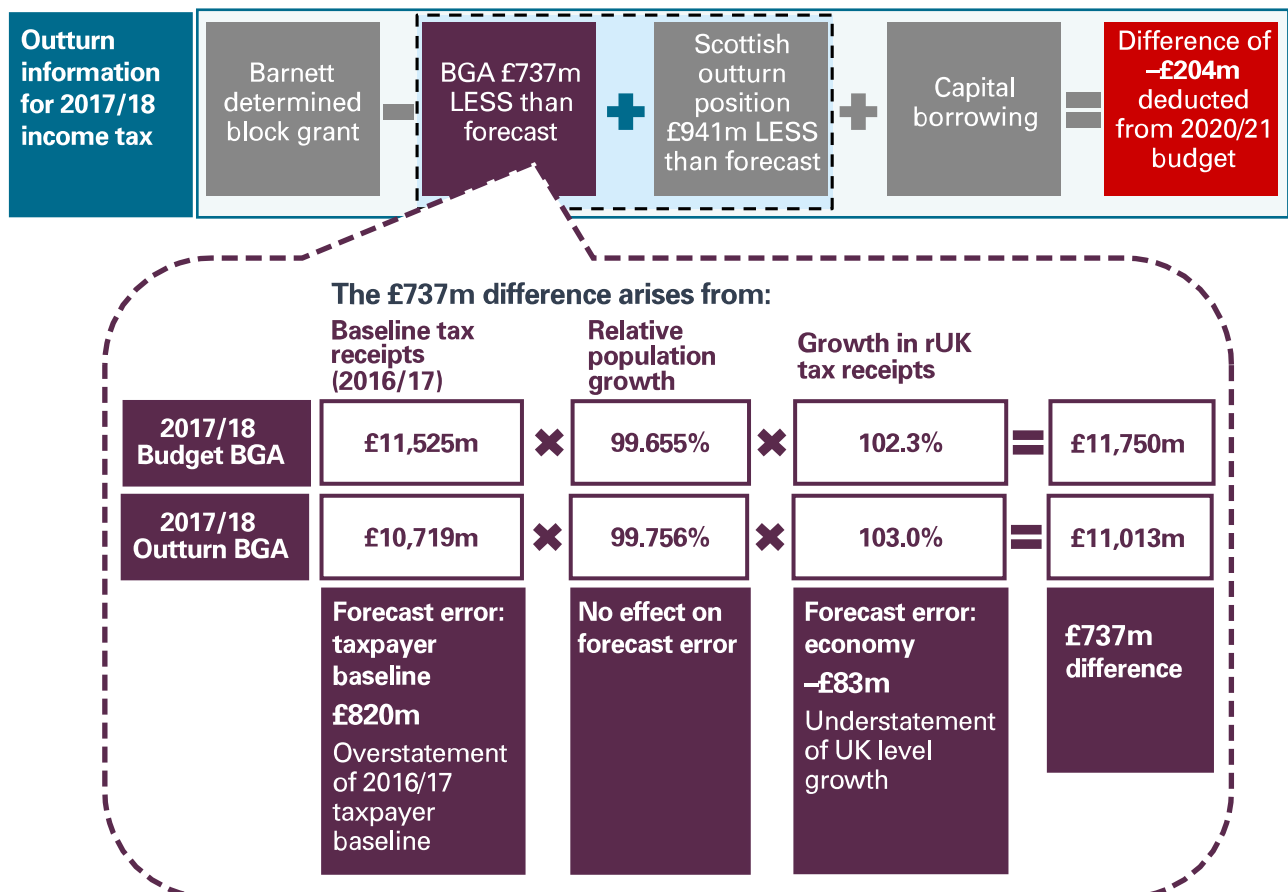 Outturn
information
for 2017/18
income tax
Barnett
determined
block grant
–
BGA £737m
LESS than
forecast
+
Scottish
outturn
position
£941m LESS
than forecast
+
Capital
borrowing
=
Difference of
–£204m
deducted
from 2020/21
budget
The £737m difference arises from:
Baseline tax
receipts
(2016/17)
Relative
population
growth
Growth in rUK
tax receipts
2017/18
Budget BGA
£11,525m
×
99.655%
×
102.3%
=
£11,750m
2017/18
Outturn BGA
£10,719m
×
99.756%
×
103.0%
=
£11,013m
Forecast error:
taxpayer
baseline
£820m
Overstatement
of 2016/17
taxpayer
baseline
No effect on
forecast error
Forecast error:
economy
–£83m
Understatement
of UK level
growth
£737m
difference